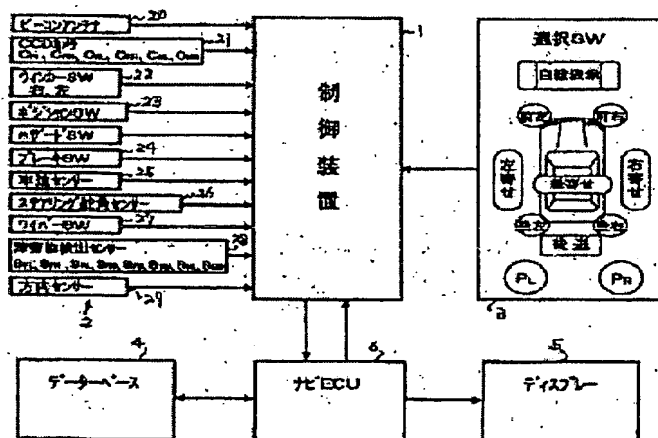 ビーコンアンテナ 20
CCDカメラ 21
ウィンカーSW 22
右、左
ポジションSW 23
ハザードSW
ブレーキSW 24
車速センサー 25
ステアリング舵角センサー 26
ワイパーSW 27
障害物検出センサー 28
方位センサー 29
2
1
制御装置
選択SW
白線認識
前左
前右
幅寄せ
後左
後右
後退
PL
PR
3
4
データーベース
6
ナビECU
5
ディスプレー